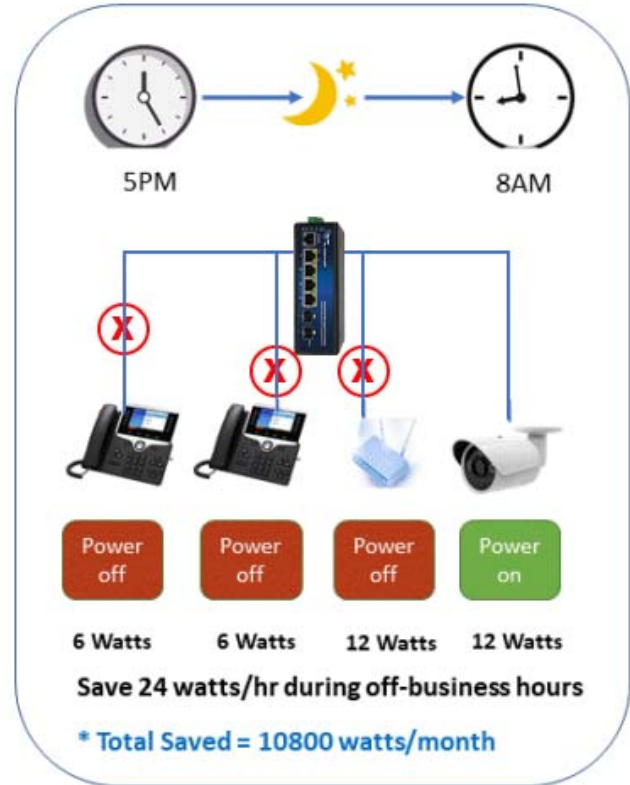 5PM
8AM
X
X
X
Power
off
Power
off
Power
off
Power
on
6 Watts
6 Watts
12 Watts
12 Watts
Save 24 watts/hr during off-business hours
* Total Saved = 10800 watts/month